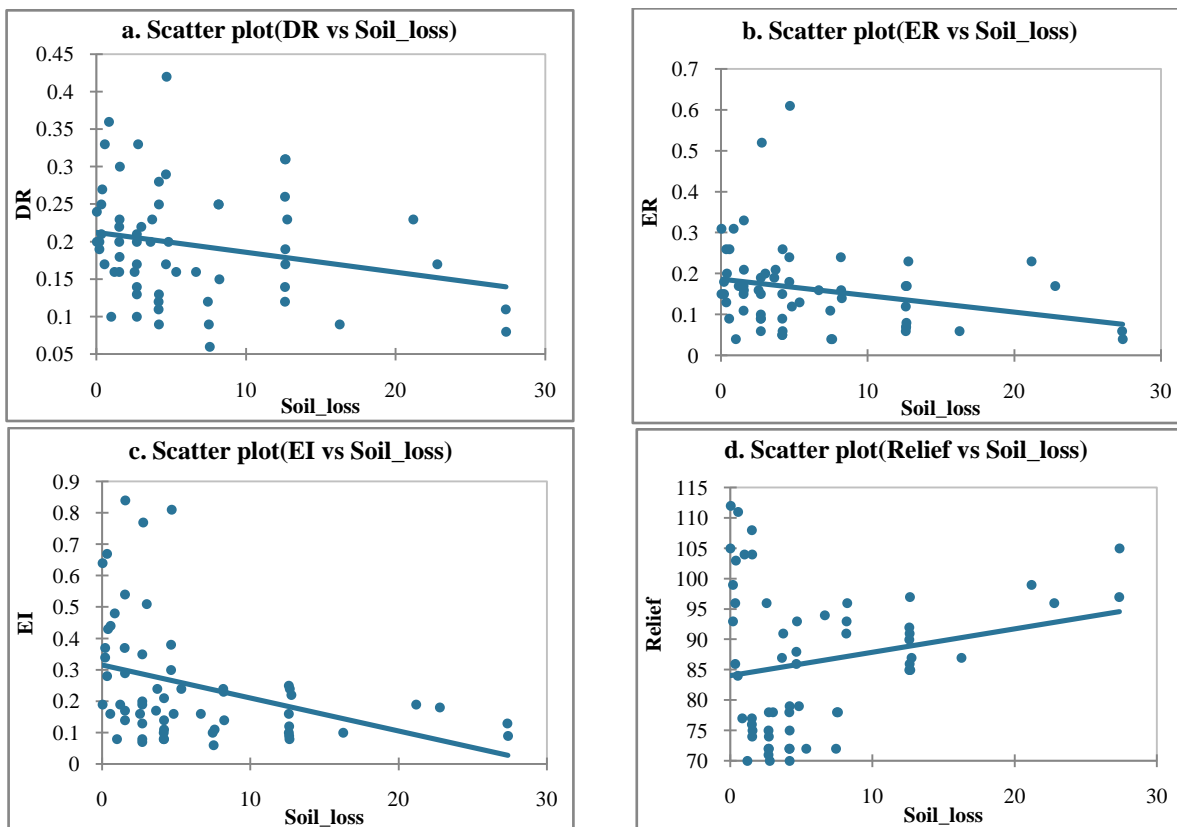 a. Scatter plot(DR vs Soil_loss)
0.45
0.4
0.35
0.3
0.25
0.2
0.15
0.1
0.05
DR
0 10 20 30
Soil_loss
b. Scatter plot(ER vs Soil_loss)
0.7
0.6
0.5
0.4
0.3
0.2
0.1
0
ER
0 10 20 30
Soil_loss
c. Scatter plot(EI vs Soil_loss)
0.9
0.8
0.7
0.6
0.5
0.4
0.3
0.2
0.1
0
EI
0 10 20 30
Soil_loss
d. Scatter plot(Relief vs Soil_loss)
115
110
105
100
95
90
85
80
75
70
Relief
0 10 20 30
Soil_loss